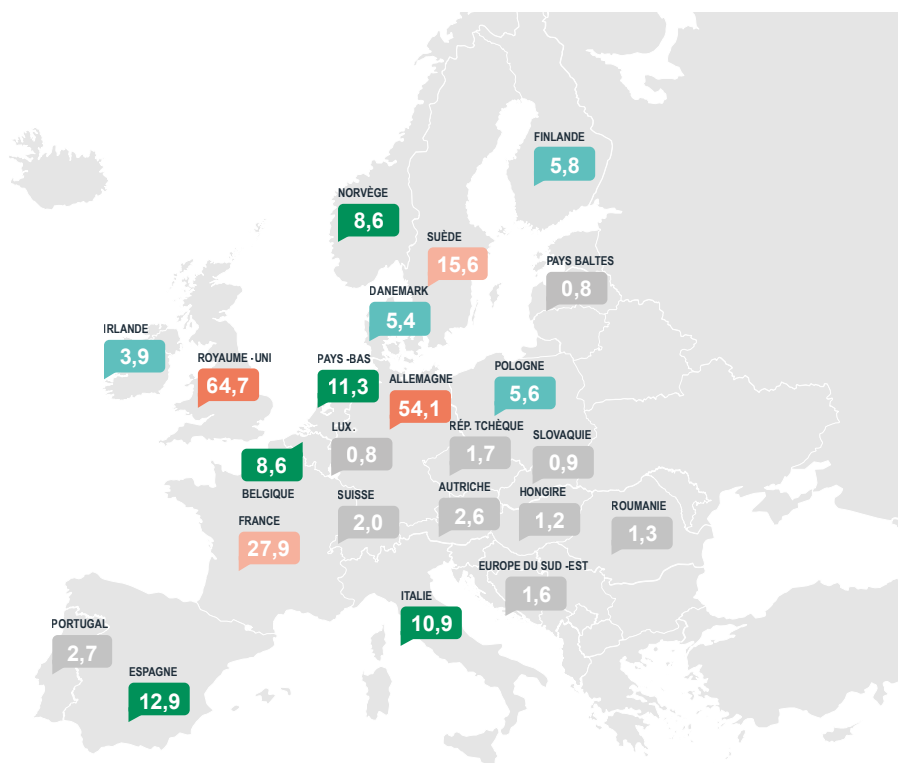 FINLANDE
5,8
NORVÈGE
8,6
SUÈDE
15,6
PAYS BALTES
0,8
DANEMARK
5,4
IRLANDE
3,9
ROYAUME -UNI
64,7
PAYS -BAS
11,3
ALLEMAGNE
54,1
POLOGNE
5,6
LUX.
0,8
RÉP. TCHÈQUE
1,7
SLOVAQUIE
0,9
8,6
BELGIQUE
SUISSE
2,0
AUTRICHE
2,6
HONGIRE
1,2
ROUMANIE
1,3
FRANCE
27,9
EUROPE DU SUD -EST
1,6
ITALIE
10,9
PORTUGAL
2,7
ESPAGNE
12,9